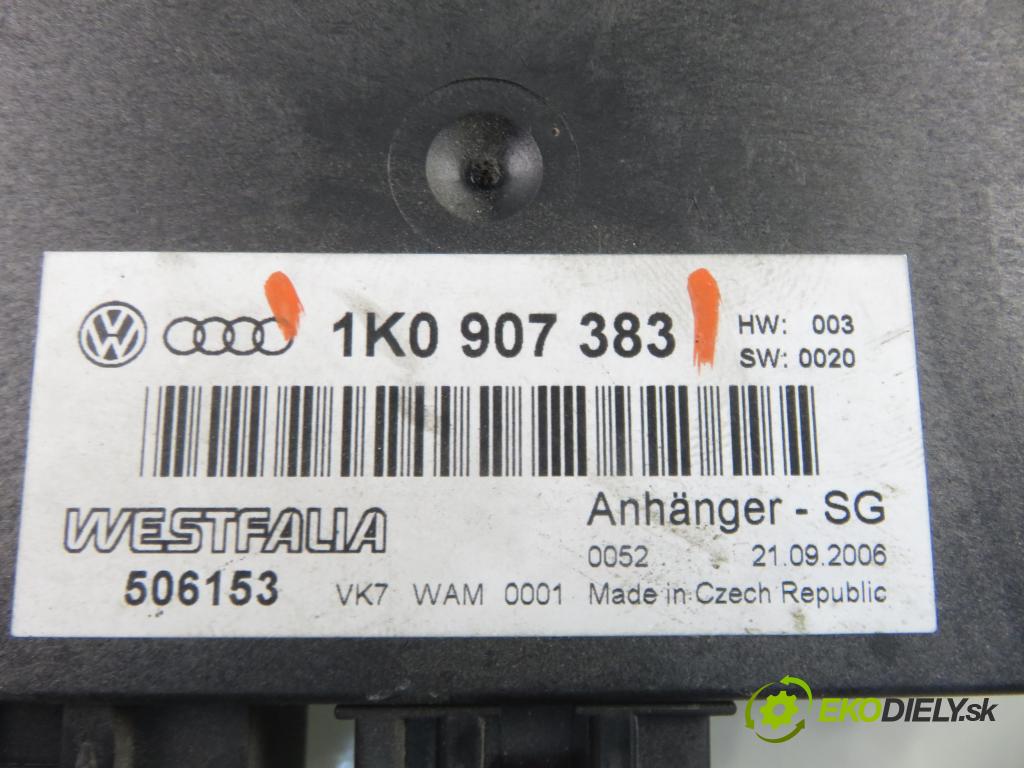 VW 1K0 907 383 HW: 003
SW: 0020
WESTFALIA Anhänger - SG
0052 21.09.2006
506153 VK7 WAM 0001 Made in Czech Republic
EKODIELY.sk